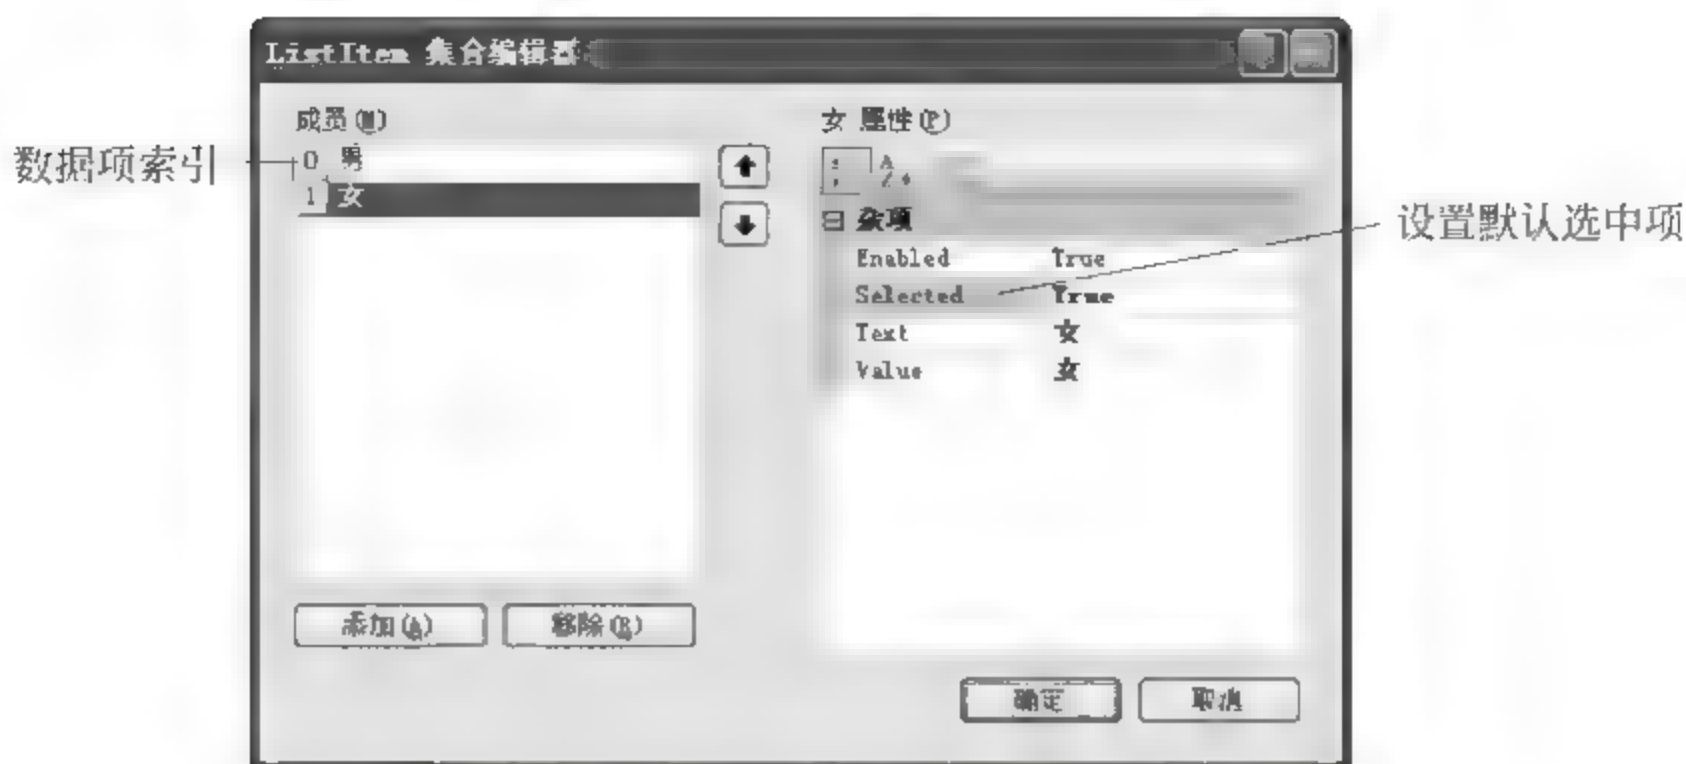 ListItem 集合编辑器
成员(M)
女 属性(P)
数据项索引
0 男
1 女
杂项
设置默认选中项
Enabled True
Selected True
Text 女
Value 女
添加(A)
移除(R)
确定
取消